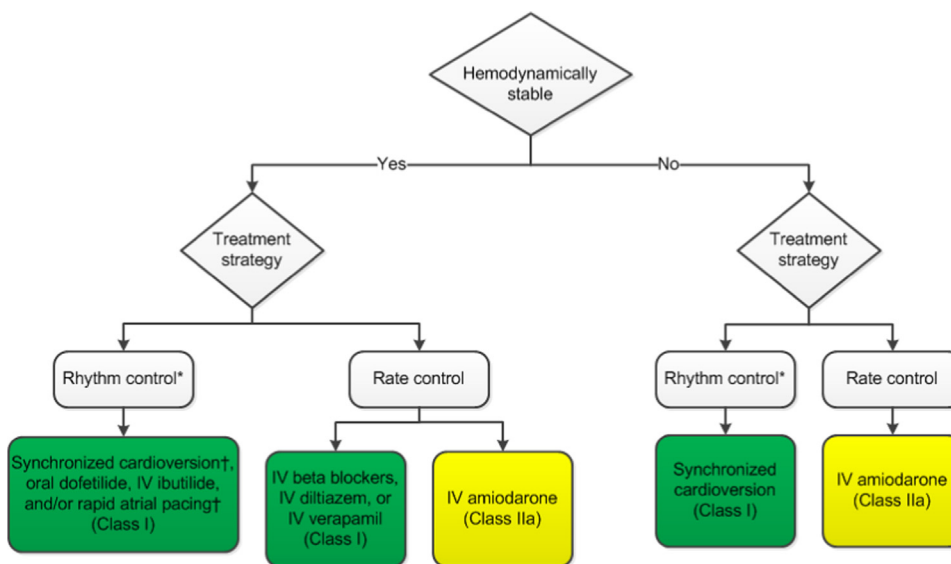 Hemodynamically
stable
Yes
No
Treatment
strategy
Treatment
strategy
Rhythm control*
Rate control
Rhythm control*
Rate control
Synchronized cardioversion†,
oral dofetilide, IV ibutilide,
and/or rapid atrial pacing†
(Class I)
IV beta blockers,
IV diltiazem, or
IV verapamil
(Class I)
IV amiodarone
(Class IIa)
Synchronized
cardioversion
(Class I)
IV amiodarone
(Class IIa)